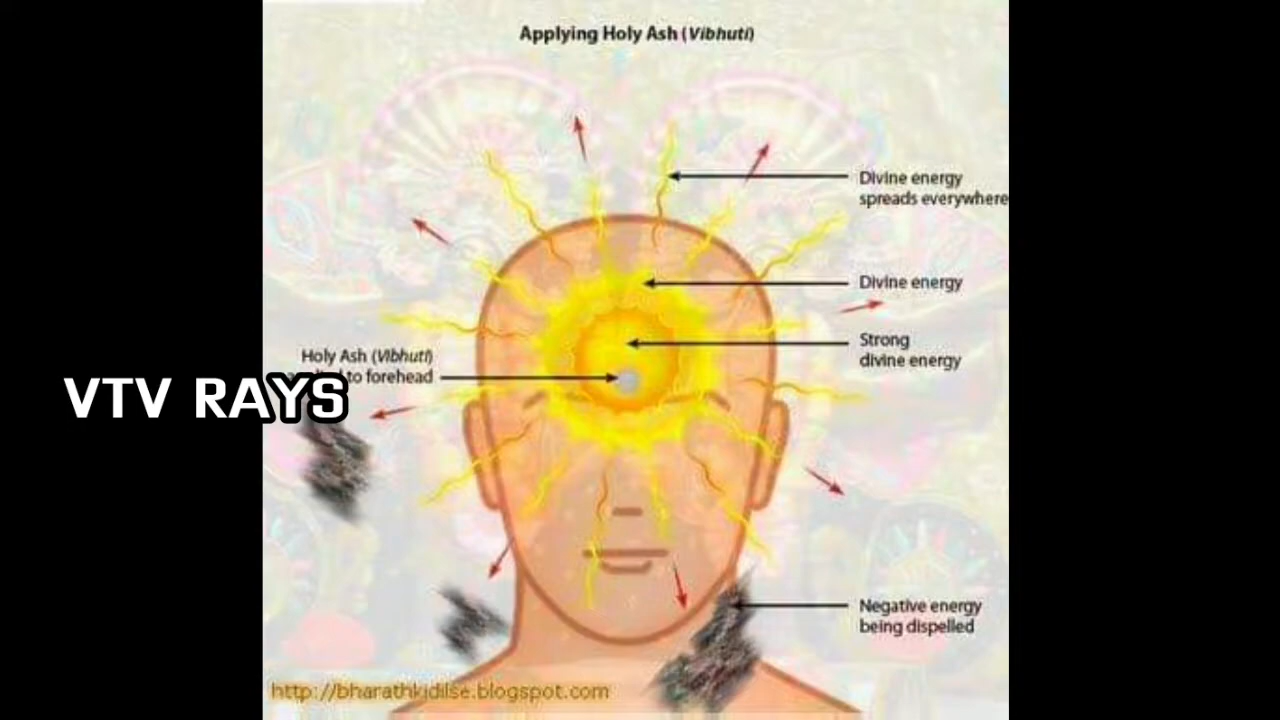 Applying Holy Ash (Vibhuti)
Divine energy
spreads everywhere
Divine energy
Strong
divine energy
Holy Ash (Vibhuti)
to forehead
VTV RAYS
Negative energy
being dispelled
http://bharathkidilse.blogspot.com